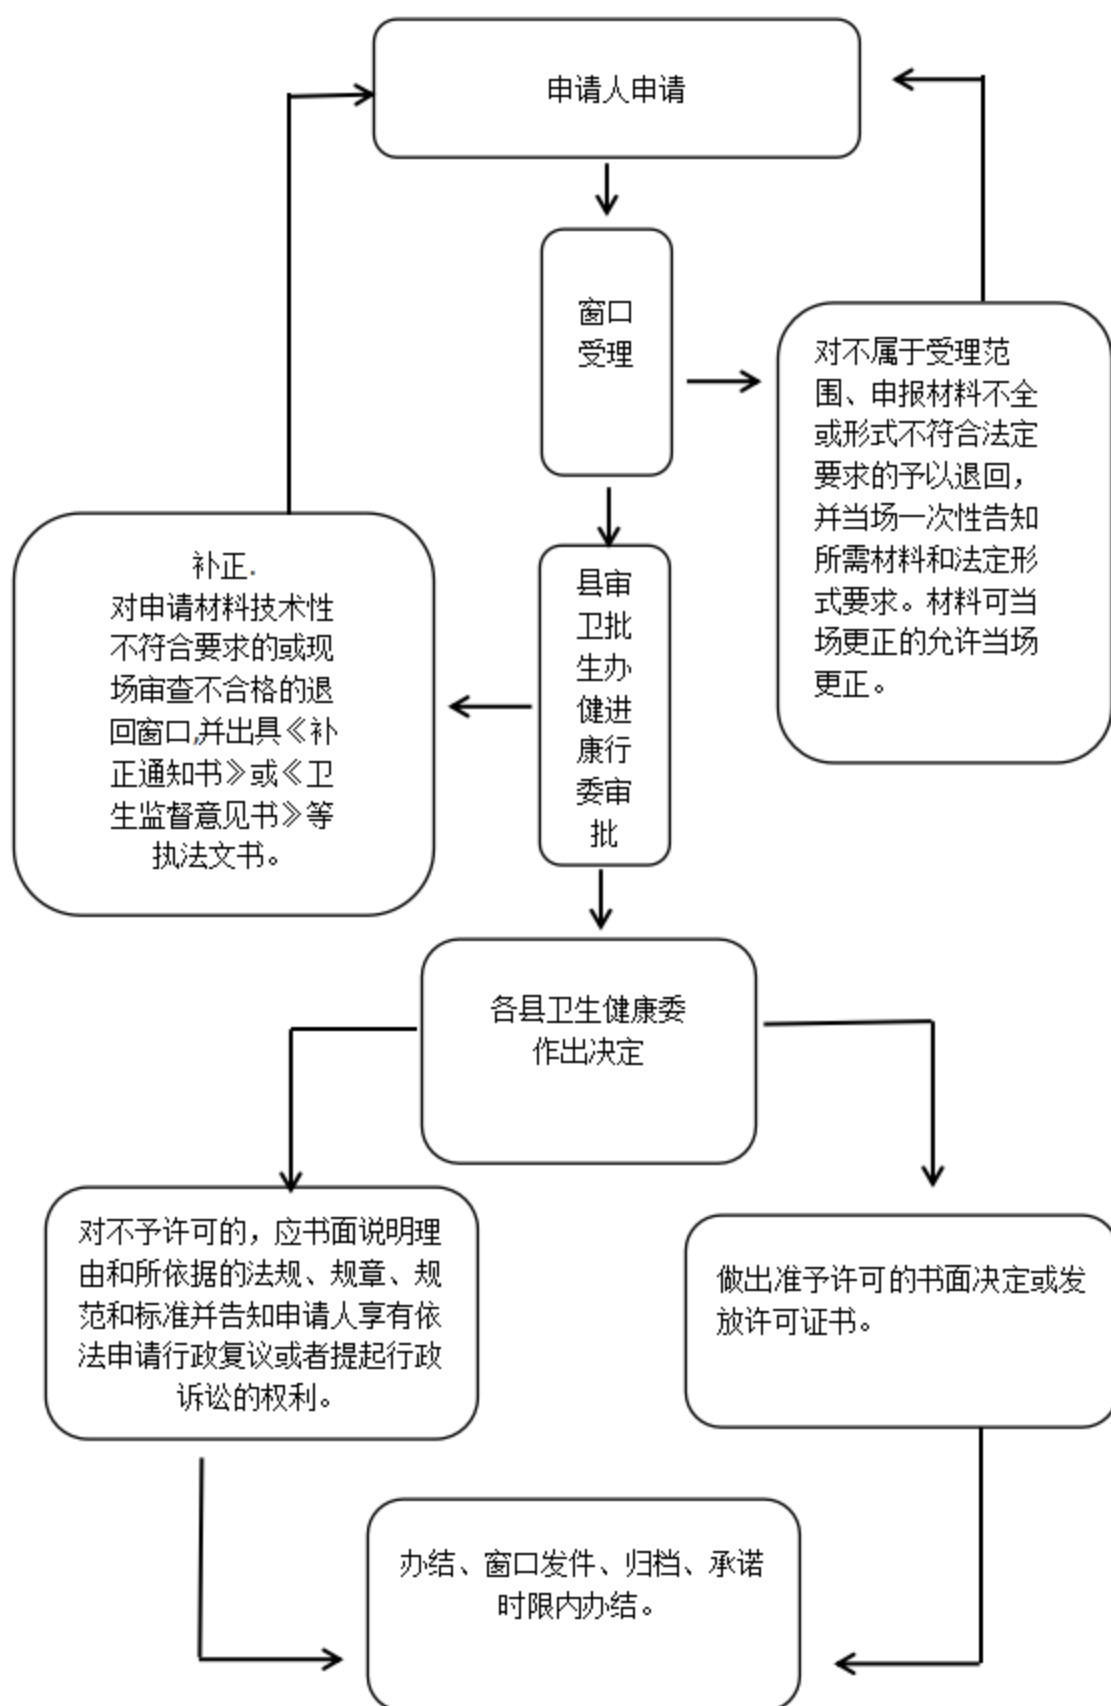 申请人申请
窗口
受理
对不属于受理范
围、申报材料不全
或形式不符合法定
要求的予以退回，
并当场一次性告知
所需材料和法定形
式要求。材料可当
场更正的允许当场
更正。
补正.
对申请材料技术性
不符合要求的或现
场审查不合格的退
回窗口,并出具《补
正通知书》或《卫
生监督意见书》等
执法文书。
县审
卫批
生办
健进
康行
委审
批
各县卫生健康委
作出决定
对不予许可的，应书面说明理
由和所依据的法规、规章、规
范和标准并告知申请人享有依
法申请行政复议或者提起行政
诉讼的权利。
做出准予许可的书面决定或发
放许可证书。
办结、窗口发件、归档、承诺
时限内办结。